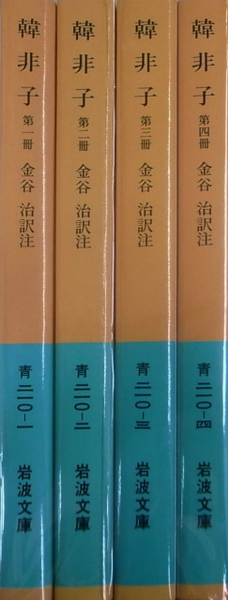 韓非子 第一冊 金谷 治訳注
青二一〇-一
岩波文庫
韓非子 第二冊 金谷 治訳注
青二一〇-二
岩波文庫
韓非子 第三冊 金谷 治訳注
青二一〇-三
岩波文庫
韓非子 第四冊 金谷 治訳注
青二一〇-四
岩波文庫